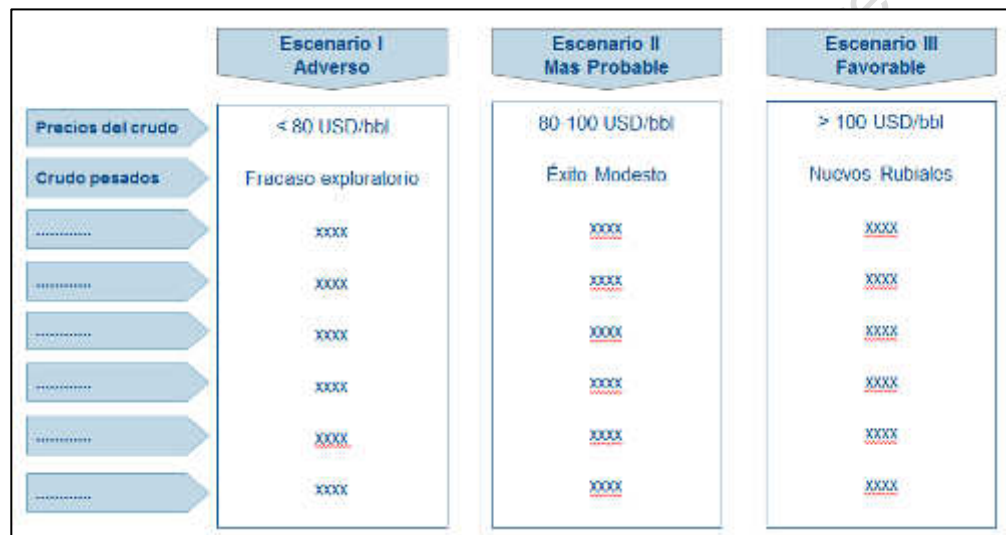 Escenario I
Adverso
Escenario II
Mas Probable
Escenario III
Favorable
Precios del crudo
< 80 USD/bbl
80-100 USD/bbl
> 100 USD/bbl
Crudo pesados
Fracaso exploratorio
Éxito Modesto
Nuevos Rubiales
............ xxxx xxxx xxxx
............ xxxx xxxx xxxx
............ xxxx xxxx xxxx
............ xxxx xxxx xxxx
............ xxxx xxxx xxxx
............ xxxx xxxx xxxx